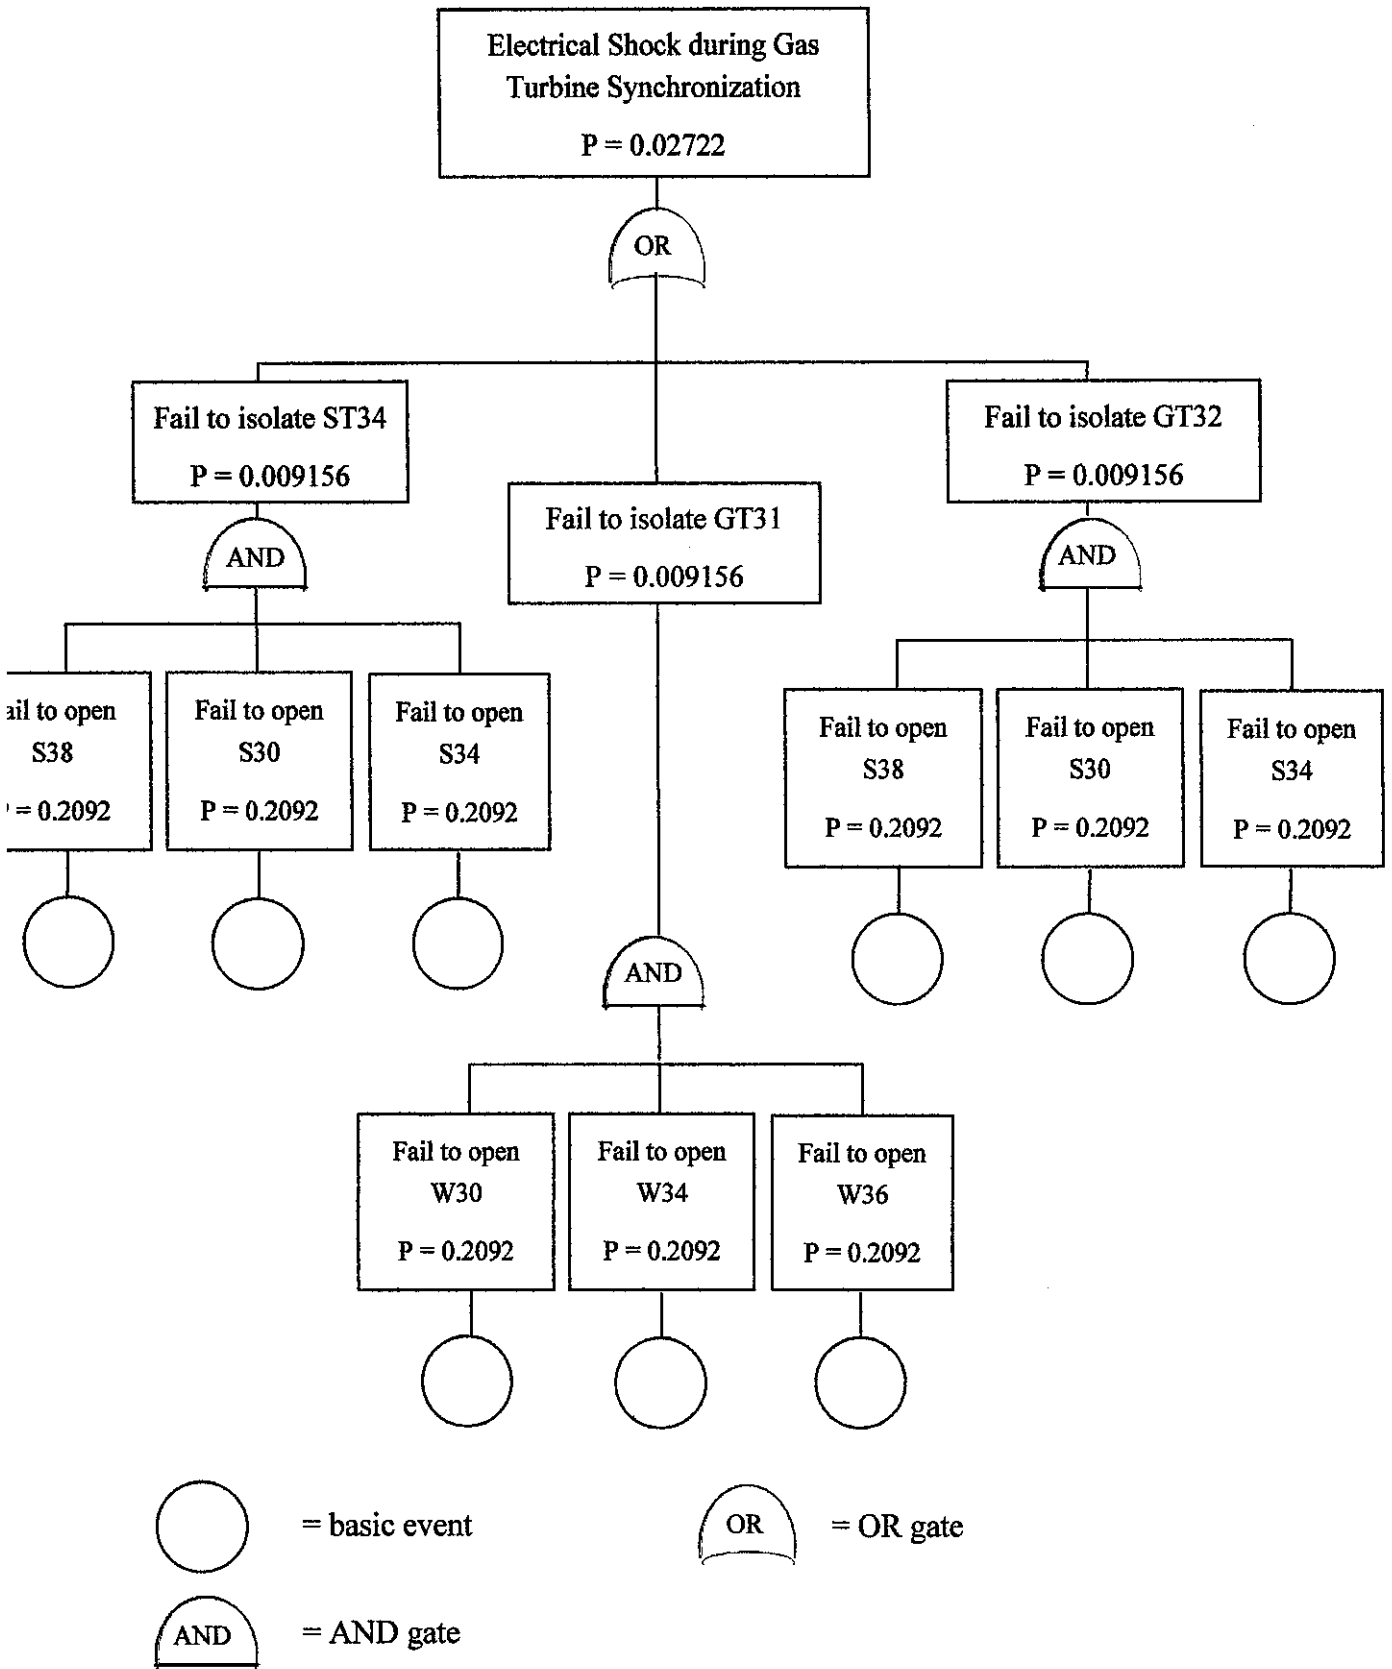 Electrical Shock during Gas
Turbine Synchronization
P = 0.02722
OR
Fail to isolate ST34
P = 0.009156
Fail to isolate GT31
P = 0.009156
Fail to isolate GT32
P = 0.009156
AND
AND
ail to open
S38
= 0.2092
Fail to open
S30
P = 0.2092
Fail to open
S34
P = 0.2092
Fail to open
S38
P = 0.2092
Fail to open
S30
P = 0.2092
Fail to open
S34
P = 0.2092
AND
Fail to open
W30
P = 0.2092
Fail to open
W34
P = 0.2092
Fail to open
W36
P = 0.2092
= basic event
OR
= OR gate
AND
= AND gate